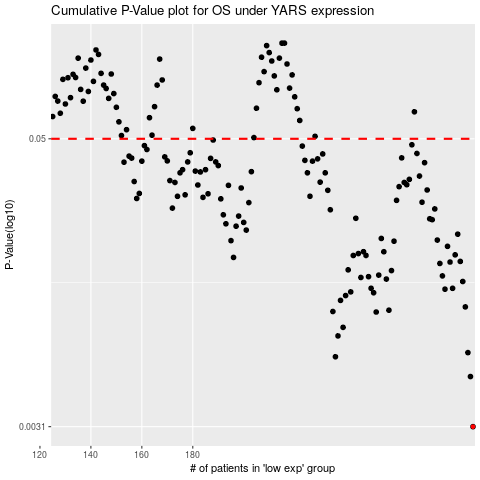 Cumulative P-Value plot for OS under YARS expression
0.05
P-Value(log10)
0.0031
120 140 160 180
# of patients in 'low exp' group